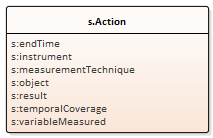 s.Action
s:endTime
s:instrument
s:measurementTechnique
s:object
s:result
s:temporalCoverage
s:variableMeasured